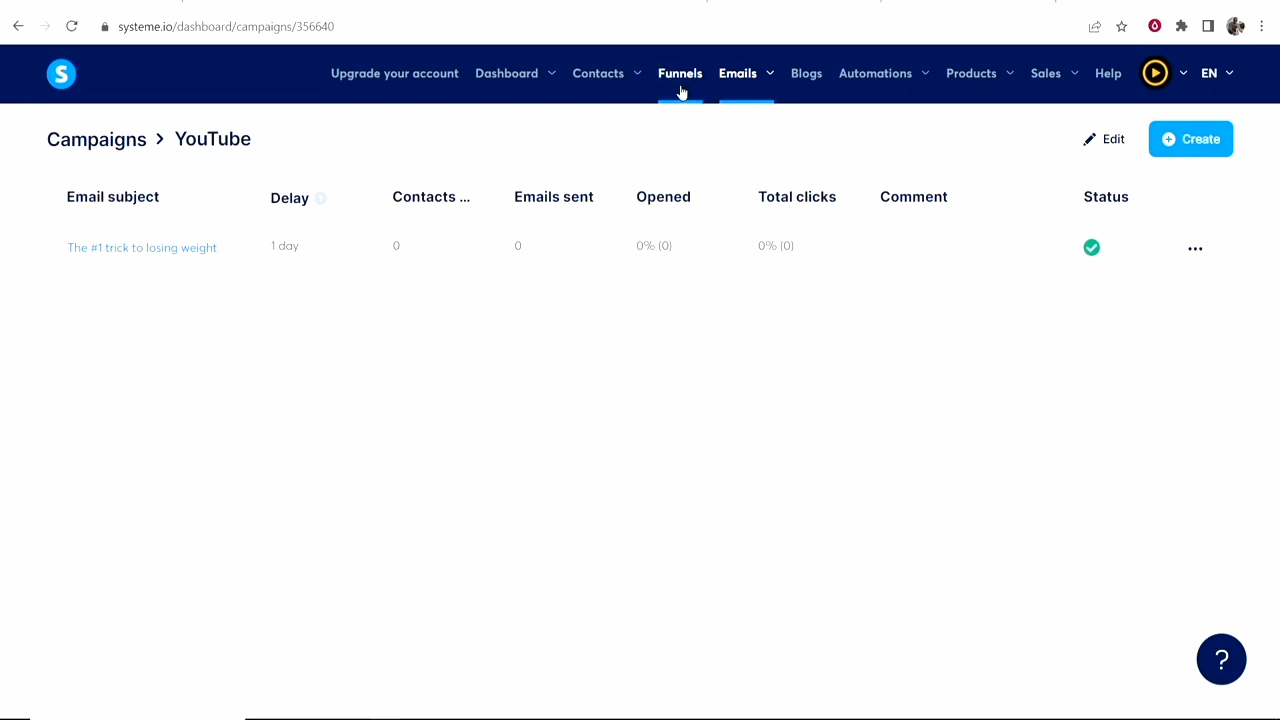 systeme.io/dashboard/campaigns/356640
S Upgrade your account Dashboard Contacts Funnels Emails Blogs Automations Products Sales Help EN
Campaigns > YouTube Edit Create
Email subject Delay Contacts ... Emails sent Opened Total clicks Comment Status
The #1 trick to losing weight 1 day 0 0 0% (0) 0% (0)
?